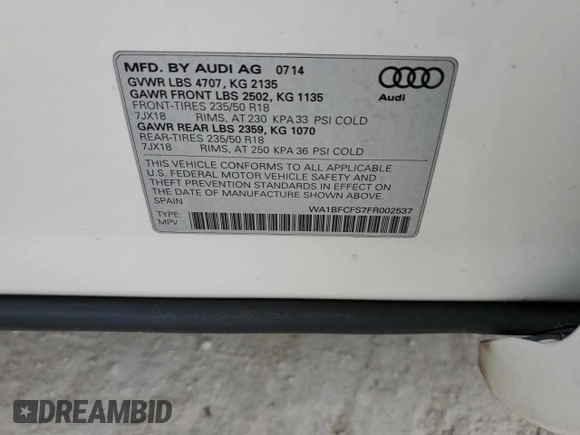 MFD. BY AUDI AG 0714
GVWR LBS 4707, KG 2135
GAWR FRONT LBS 2502, KG 1135
FRONT-TIRES 235/50 R18
7JX18 RIMS, AT 230 KPA 33 PSI COLD
GAWR REAR LBS 2359, KG 1070
REAR-TIRES 235/50 R18
7JX18 RIMS, AT 250 KPA 36 PSI COLD
Audi
THIS VEHICLE CONFORMS TO ALL APPLICABLE
U.S. FEDERAL MOTOR VEHICLE SAFETY AND
THEFT PREVENTION STANDARDS IN EFFECT ON
THE DATE OF MANUFACTURE SHOWN ABOVE.
SPAIN
WA1BFCFS7FR002537
TYPE:
MPV
DREAMBID